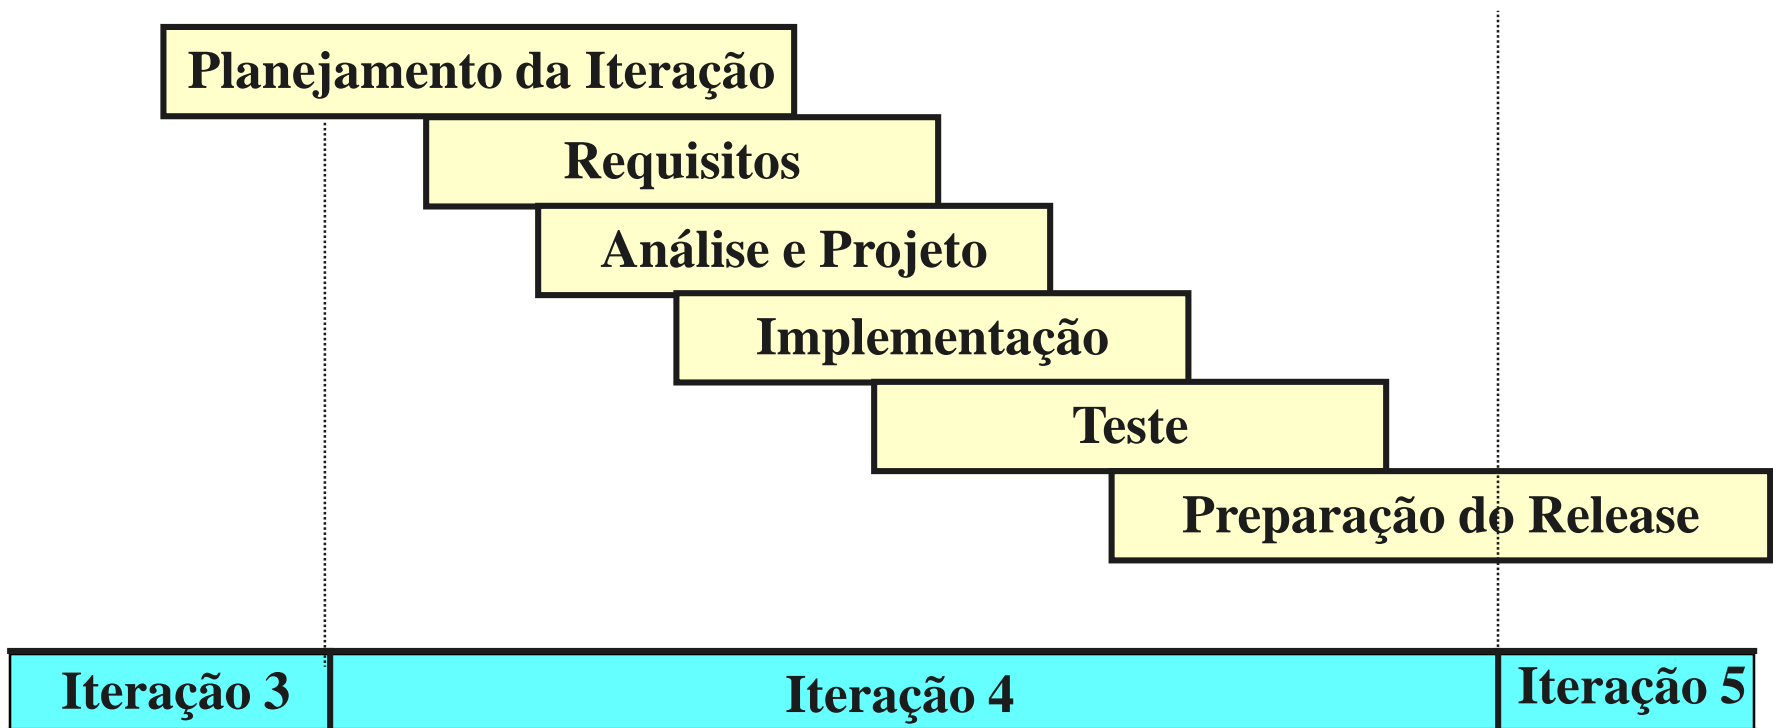 Planejamento da Iteração
Requisitos
Análise e Projeto
Implementação
Teste
Preparação do Release
Iteração 3
Iteração 4
Iteração 5